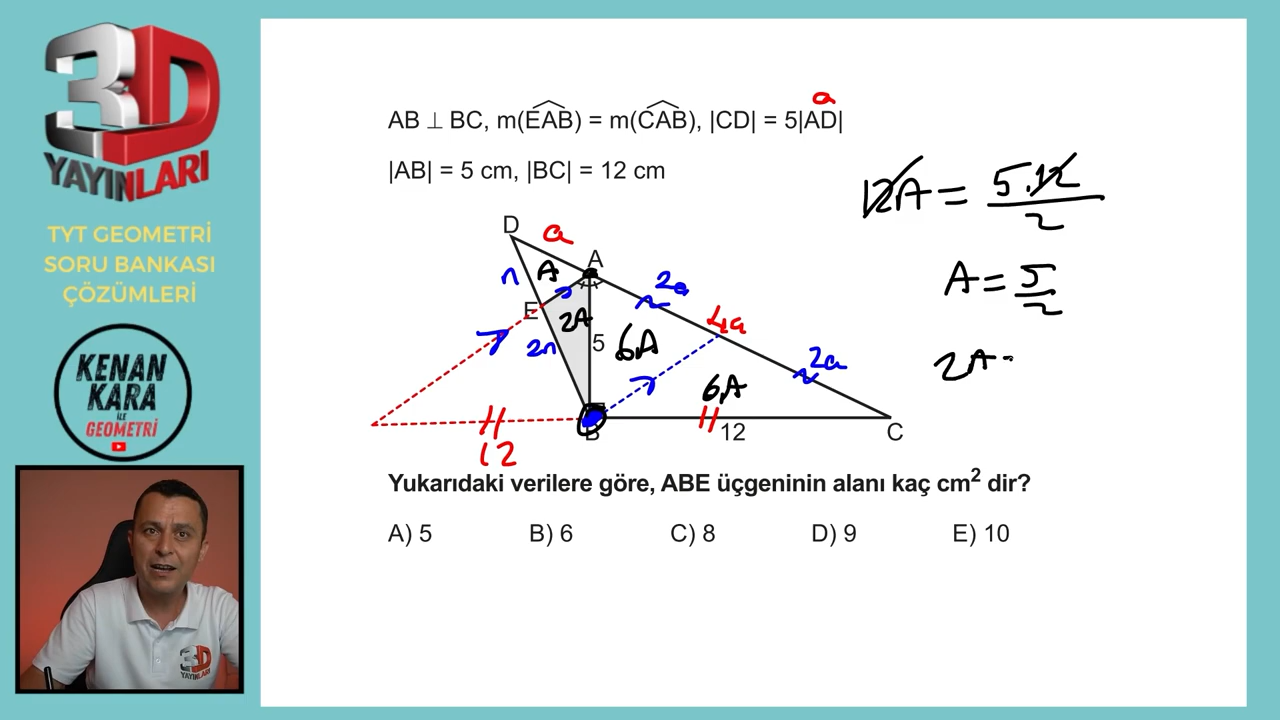 3D
YAYINLARI
TYT GEOMETRİ
SORU BANKASI
ÇÖZÜMLERİ
KENAN
KARA
İLE
GEOMETRİ
3D
YAYINLARI
AB ⊥ BC, m(EAB) = m(CAB), |CD| = 5|AD|
a
|AB| = 5 cm, |BC| = 12 cm
12A = 5.12
2
A = 5
2
2A =
D
a
A
n
A
2a
E
2A
4a
2n
5
6A
2a
6A
B
12
C
12
Yukarıdaki verilere göre, ABE üçgeninin alanı kaç cm² dir?
A) 5 B) 6 C) 8 D) 9 E) 10